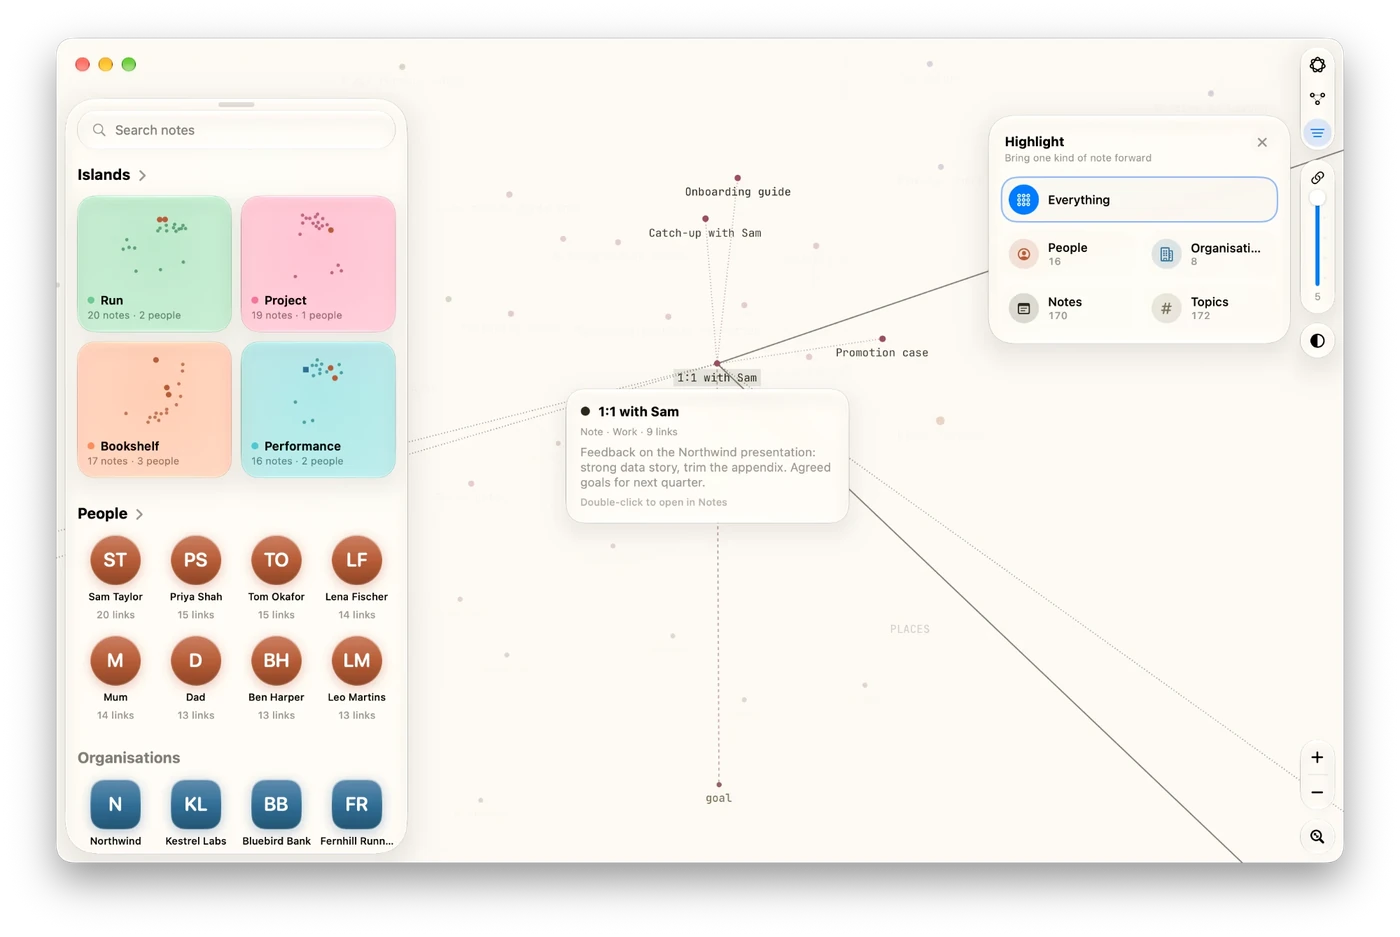 Search notes
Islands
Run
20 notes · 2 people
Project
19 notes · 1 people
Bookshelf
17 notes · 3 people
Performance
16 notes · 2 people
People
ST
PS
TO
LF
Sam Taylor
Priya Shah
Tom Okafor
Lena Fischer
20 links
15 links
15 links
14 links
M
D
BH
LM
Mum
Dad
Ben Harper
Leo Martins
14 links
13 links
13 links
13 links
Organisations
N
KL
BB
FR
Northwind
Kestrel Labs
Bluebird Bank
Fernhill Runn...
Onboarding guide
Catch-up with Sam
Promotion case
1:1 with Sam
1:1 with Sam
Note · Work · 9 links
Feedback on the Northwind presentation:
strong data story, trim the appendix. Agreed
goals for next quarter.
Double-click to open in Notes
PLACES
goal
Highlight
Bring one kind of note forward
Everything
People
16
Organisati...
8
Notes
170
#
Topics
172
5